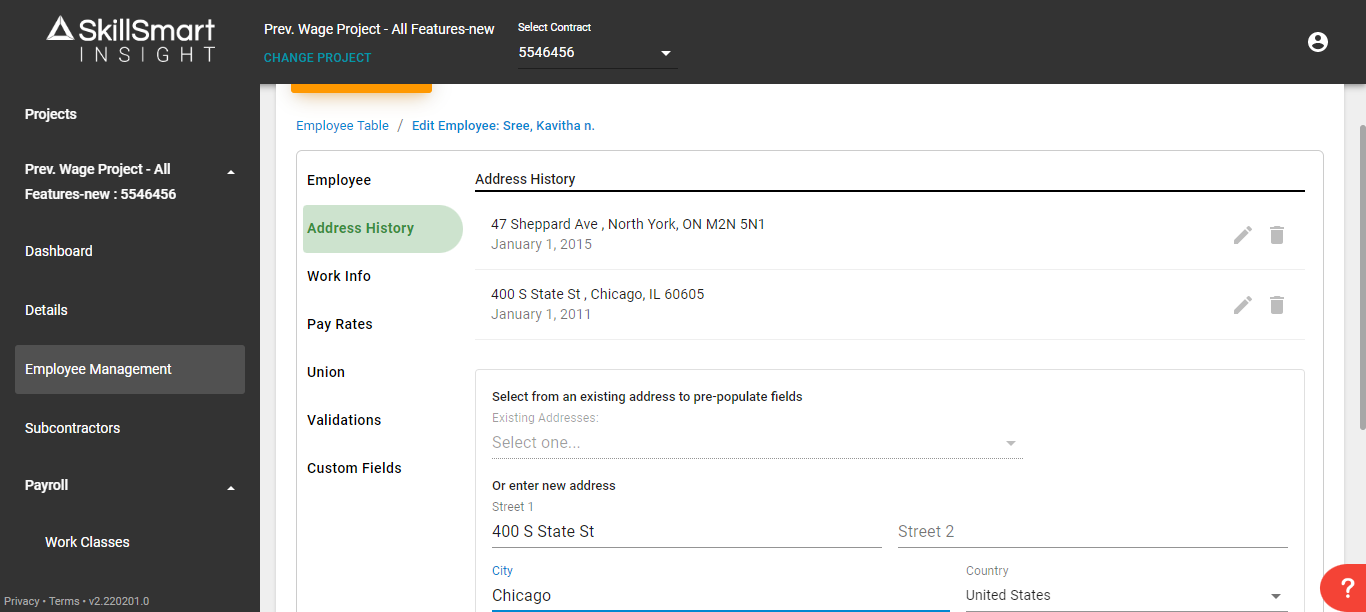 SkillSmart
INSIGHT
Prev. Wage Project - All Features-new
CHANGE PROJECT
Select Contract
5546456
Projects
Prev. Wage Project - All
Features-new : 5546456
Dashboard
Details
Employee Management
Subcontractors
Payroll
Work Classes
Privacy • Terms • v2.220201.0
Employee Table / Edit Employee: Sree, Kavitha n.
Employee
Address History
Work Info
Pay Rates
Union
Validations
Custom Fields
Address History
47 Sheppard Ave , North York, ON M2N 5N1
January 1, 2015
400 S State St , Chicago, IL 60605
January 1, 2011
Select from an existing address to pre-populate fields
Existing Addresses:
Select one...
Or enter new address
Street 1
400 S State St
Street 2
City
Chicago
Country
United States
?